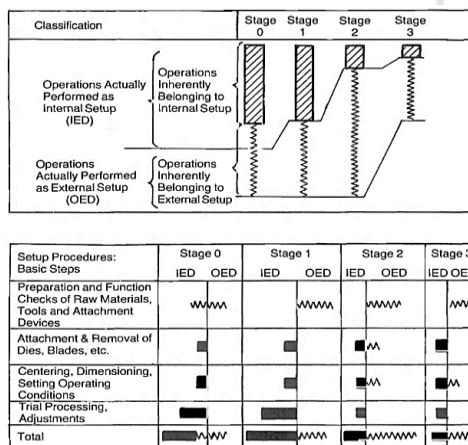 Classification
Stage 0
Stage 1
Stage 2
Stage 3
Operations Actually
Performed as
Internal Setup
(IED)
Operations
Inherently
Belonging to
Internal Setup
Operations
Actually Performed
as External Setup
(OED)
Operations
Inherently
Belonging to
External Setup
Setup Procedures:
Basic Steps
Stage 0
Stage 1
Stage 2
Stage 3
IED OED
IED OED
IED OED
IED OED
Preparation and Function
Checks of Raw Materials,
Tools and Attachment
Devices
Attachment & Removal of
Dies, Blades, etc.
Centering, Dimensioning,
Setting Operating
Conditions
Trial Processing,
Adjustments
Total